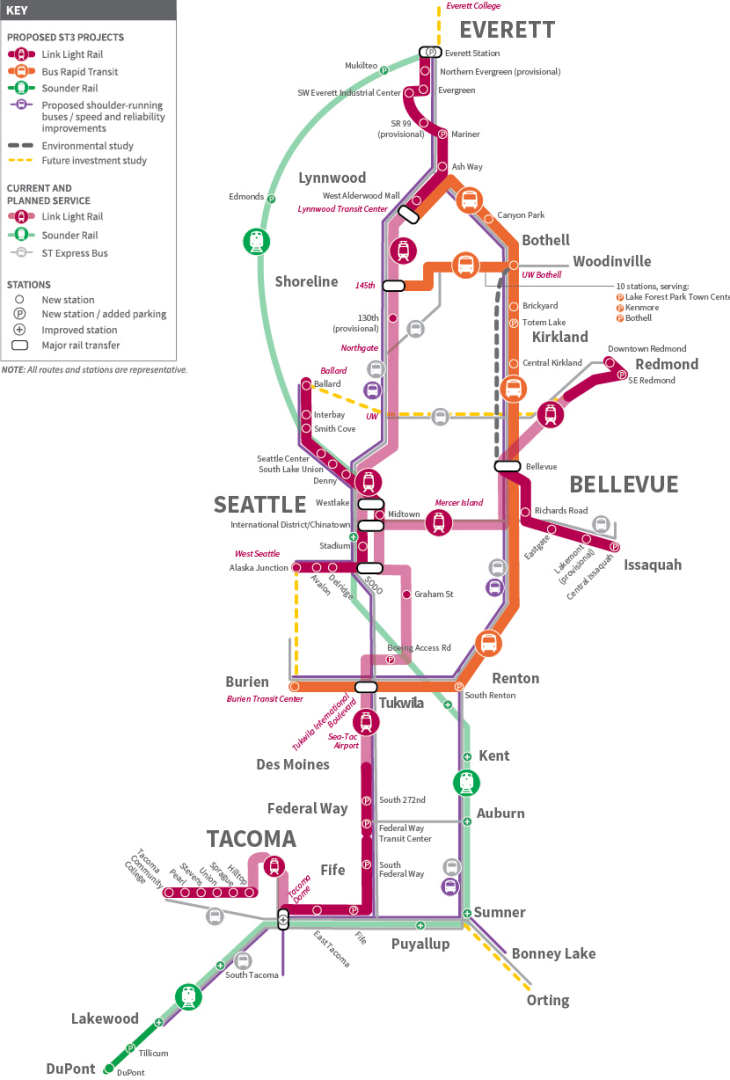 KEY
PROPOSED ST3 PROJECTS
Link Light Rail
Bus Rapid Transit
Sounder Rail
Proposed shoulder-running
buses / speed and reliability
improvements
Environmental study
Future investment study
CURRENT AND
PLANNED SERVICE
Link Light Rail
Sounder Rail
ST Express Bus
STATIONS
New station
P New station / added parking
Improved station
Major rail transfer
NOTE: All routes and stations are representative.
Everett College
EVERETT
P Everett Station
Mukilteo P
Northern Evergreen (provisional)
SW Everett Industrial Center
Evergreen
SR 99
(provisional)
P Mariner
Ash Way
Lynnwood
West Alderwood Mall
Lynnwood Transit Center
Edmonds P
Canyon Park
Bothell
Woodinville
UW Bothell
Shoreline
145th
10 stations, serving:
P Lake Forest Park Town Cente
P Kenmore
P Bothell
Brickyard
P Totem Lake
130th
(provisional)
Kirkland
Northgate
Downtown Redmond
Central Kirkland
Redmond
P SE Redmond
Ballard
Ballard
UW
Interbay
Smith Cove
Seattle Center
South Lake Union
Denny
Bellevue
BELLEVUE
SEATTLE
Westlake
Mercer Island
Midtown
Richards Road
International District/Chinatown
Stadium
Eastgate
Lakemont
(provisional)
Central Issaquah
P
Issaquah
West Seattle
Alaska Junction
Avalon
Delridge
SODO
Graham St
Boeing Access Rd
P
Burien
Burien Transit Center
Renton
P
South Renton
Tukwila
Tukwila International
Boulevard
Sea-Tac
Airport
Kent
Des Moines
P South 272nd
Federal Way
Auburn
P Federal Way
Transit Center
TACOMA
Fife
P South
Federal Way
Tacoma
Community
College
Pearl
Stevens
Union
Sprague
Hilltop
Tacoma
Dome
P
East Tacoma
Fife
Sumner
Puyallup
Bonney Lake
Orting
South Tacoma
Lakewood
P Tillicum
DuPont
DuPont